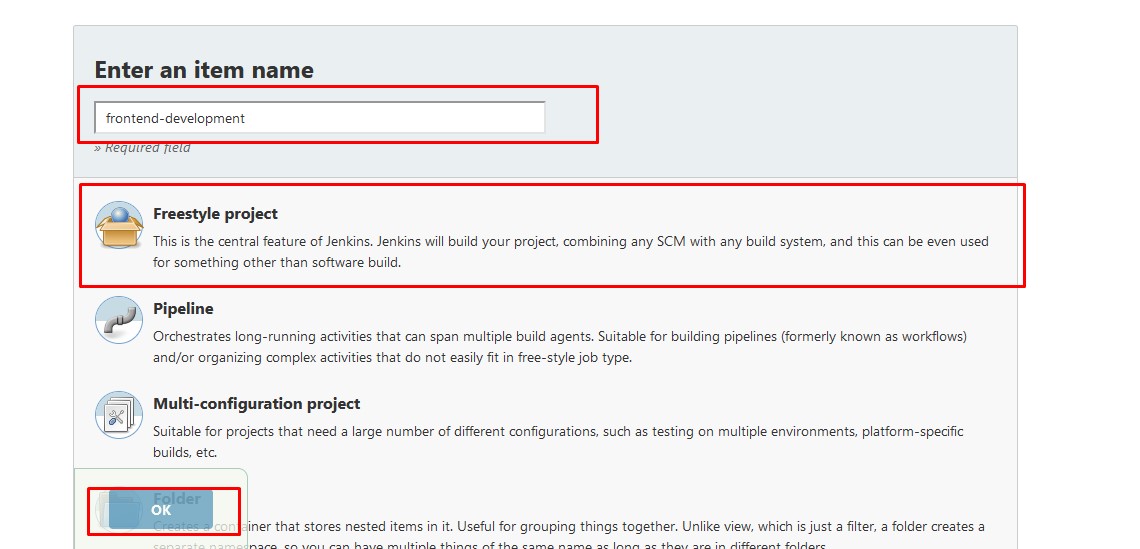 Enter an item name
frontend-development
» Required field
Freestyle project
This is the central feature of Jenkins. Jenkins will build your project, combining any SCM with any build system, and this can be even used
for something other than software build.
Pipeline
Orchestrates long-running activities that can span multiple build agents. Suitable for building pipelines (formerly known as workflows)
and/or organizing complex activities that do not easily fit in free-style job type.
Multi-configuration project
Suitable for projects that need a large number of different configurations, such as testing on multiple environments, platform-specific
builds, etc.
Folder
OK
Creates a container that stores nested items in it. Useful for grouping things together. Unlike view, which is just a filter, a folder creates a
separate namespace, so you can have multiple things of the same name as long as they are in different folders.